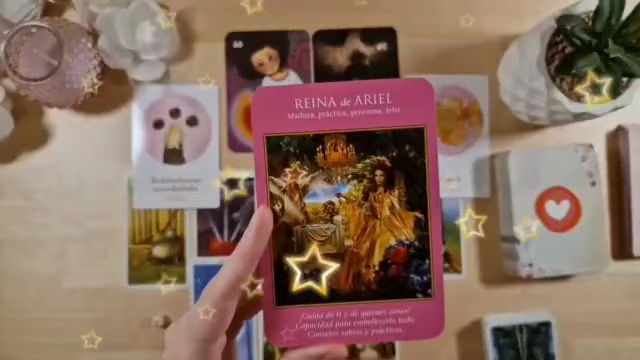 REINA de ARIEL
Madura, práctica, generosa, feliz
¡Cuida de ti y de quienes amas!
Capacidad para embellecerlo todo.
Consejos sabios y prácticos.